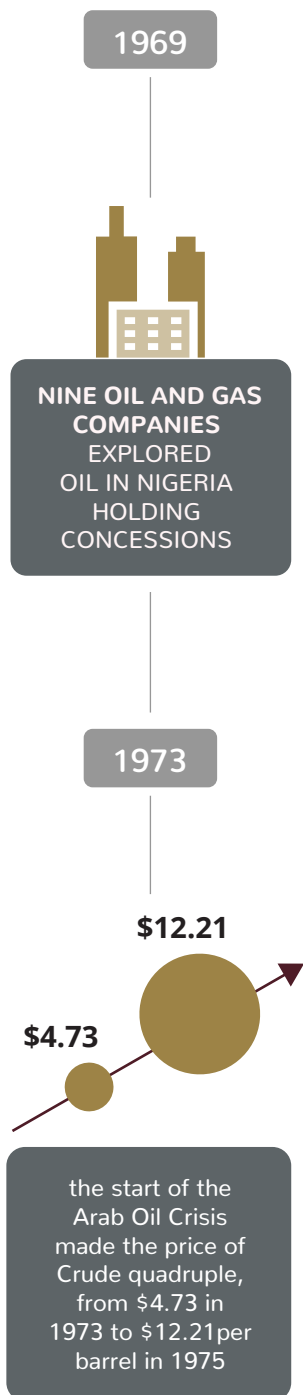 1969
NINE OIL AND GAS
COMPANIES
EXPLORED
OIL IN NIGERIA
HOLDING
CONCESSIONS
1973
$12.21
$4.73
the start of the
Arab Oil Crisis
made the price of
Crude quadruple,
from $4.73 in
1973 to $12.21per
barrel in 1975